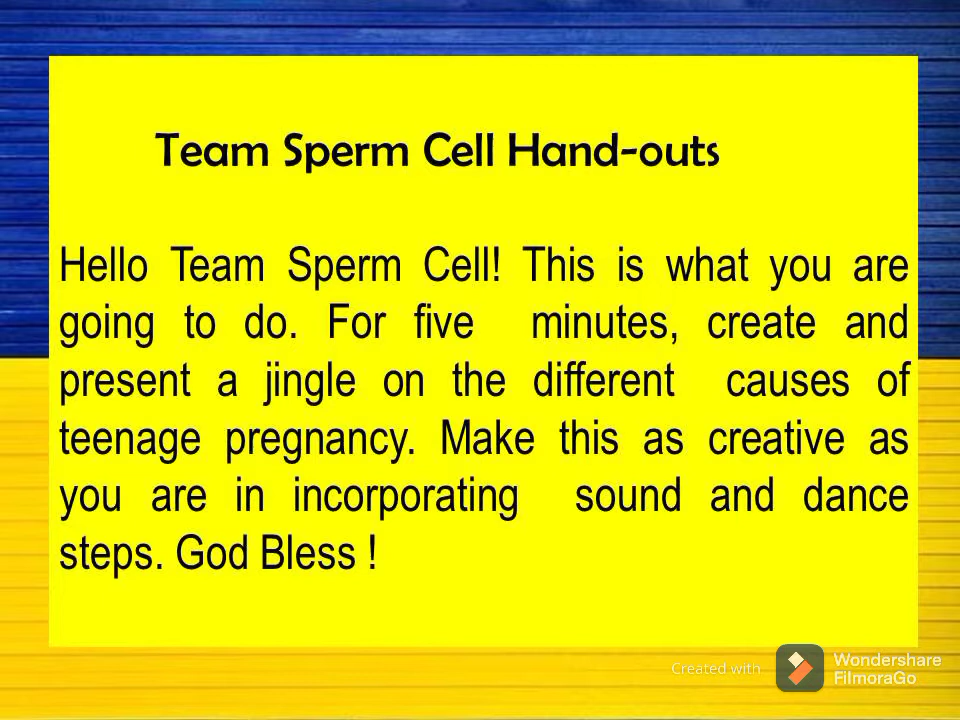 Team Sperm Cell Hand-outs
Hello Team Sperm Cell! This is what you are
going to do. For five minutes, create and
present a jingle on the different causes of
teenage pregnancy. Make this as creative as
you are in incorporating sound and dance
steps. God Bless !
Created with
Wondershare
FilmoraGo